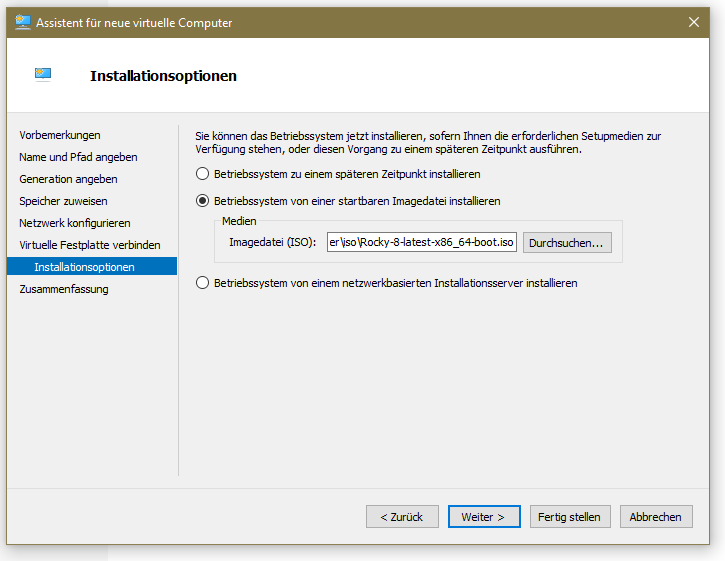 Assistent für neue virtuelle Computer
Installationsoptionen
Vorbemerkungen
Name und Pfad angeben
Generation angeben
Speicher zuweisen
Netzwerk konfigurieren
Virtuelle Festplatte verbinden
Installationsoptionen
Zusammenfassung
Sie können das Betriebssystem jetzt installieren, sofern Ihnen die erforderlichen Setupmedien zur
Verfügung stehen, oder diesen Vorgang zu einem späteren Zeitpunkt ausführen.
Betriebssystem zu einem späteren Zeitpunkt installieren
Betriebssystem von einer startbaren Imagedatei installieren
Medien
Imagedatei (ISO): er\iso\Rocky-8-latest-x86_64-boot.iso Durchsuchen...
Betriebssystem von einem netzwerkbasierten Installationsserver installieren
< Zurück Weiter > Fertig stellen Abbrechen